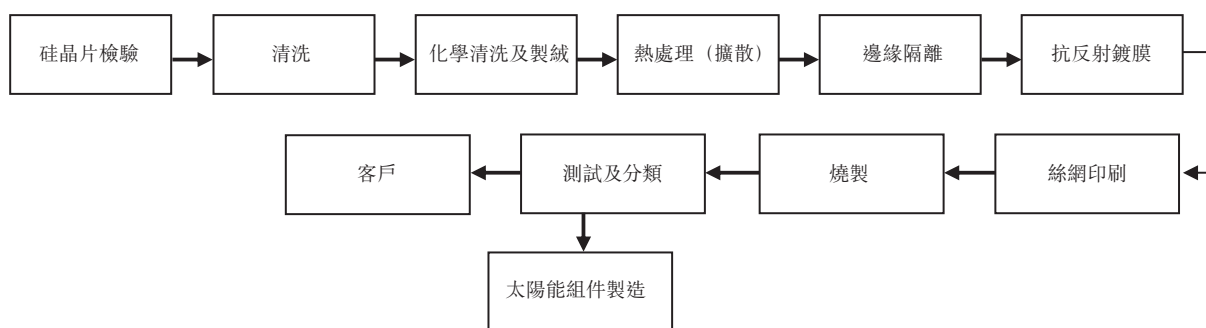 硅晶片檢驗
清洗
化學清洗及製絨
熱處理（擴散）
邊緣隔離
抗反射鍍膜
絲網印刷
燒製
測試及分類
客戶
太陽能組件製造